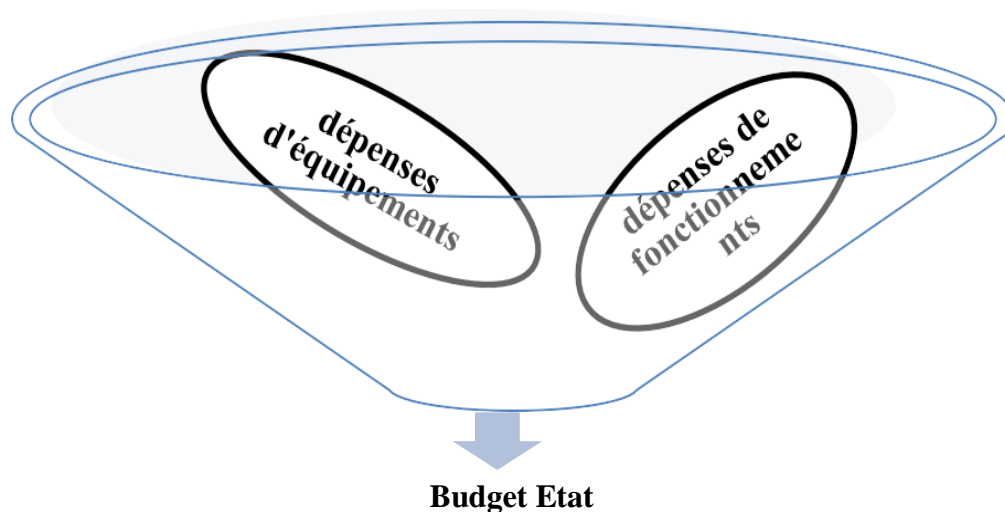 dépenses
d'équipements
dépenses de
fonctionneme
nts
Budget Etat